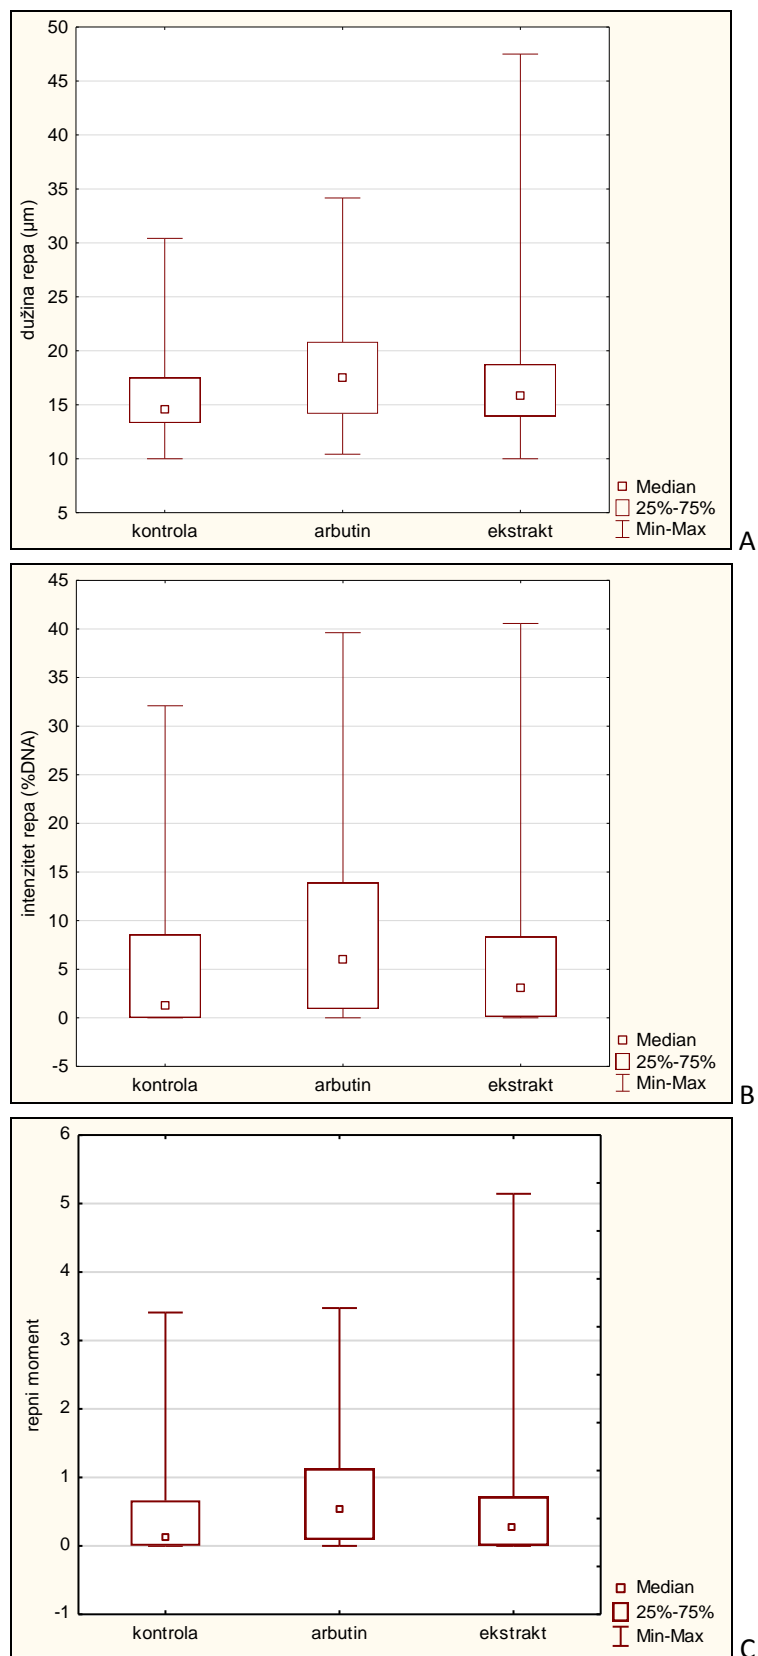 50
45
40
35
30
25
20
15
10
5
dužina repa (µm)
kontrola arbutin ekstrakt
Median
25%-75%
Min-Max
A
45
40
35
30
25
20
15
10
5
0
-5
intenzitet repa (%DNA)
kontrola arbutin ekstrakt
Median
25%-75%
Min-Max
B
6
5
4
3
2
1
0
-1
repni moment
kontrola arbutin ekstrakt
Median
25%-75%
Min-Max
C